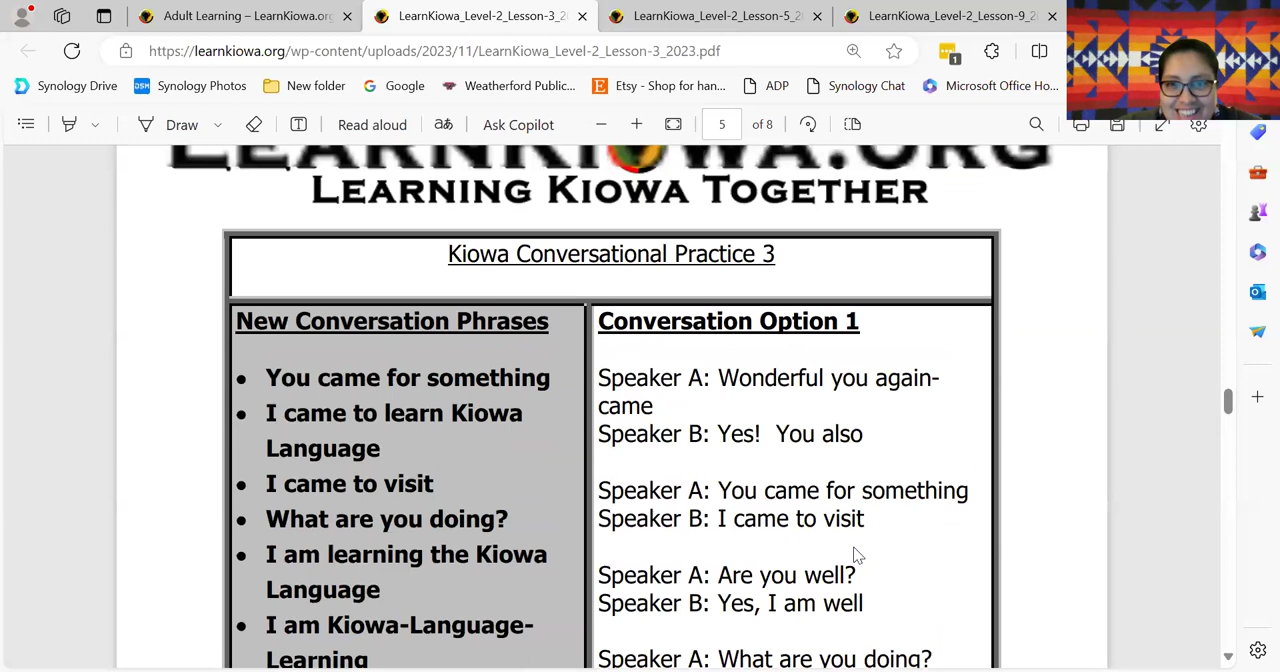 Adult Learning – LearnKiowa.org
LearnKiowa_Level-2_Lesson-3_2
LearnKiowa_Level-2_Lesson-5_2
LearnKiowa_Level-2_Lesson-9_2
https://learnkiowa.org/wp-content/uploads/2023/11/LearnKiowa_Level-2_Lesson-3_2023.pdf
1
Synology Drive
DSM
Synology Photos
New folder
Google
Weatherford Public...
Etsy - Shop for han...
ADP
Synology Chat
Microsoft Office Ho...
Draw
Read aloud
Ask Copilot
5
of 8
LEARNKIOWA.ORG
LEARNING KIOWA TOGETHER
Kiowa Conversational Practice 3
New Conversation Phrases
• You came for something
• I came to learn Kiowa
Language
• I came to visit
• What are you doing?
• I am learning the Kiowa
Language
• I am Kiowa-Language-
Learning
Conversation Option 1
Speaker A: Wonderful you again-
came
Speaker B: Yes! You also
Speaker A: You came for something
Speaker B: I came to visit
Speaker A: Are you well?
Speaker B: Yes, I am well
Speaker A: What are you doing?